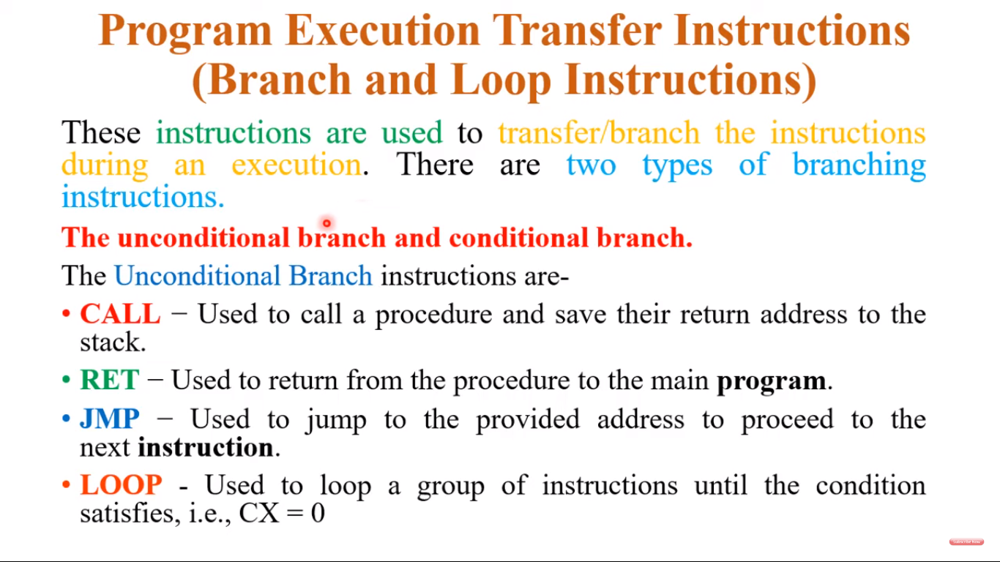 Program Execution Transfer Instructions
(Branch and Loop Instructions)
These instructions are used to transfer/branch the instructions
during an execution. There are two types of branching
instructions.
The unconditional branch and conditional branch.
The Unconditional Branch instructions are-
• CALL − Used to call a procedure and save their return address to the
stack.
• RET − Used to return from the procedure to the main program.
• JMP − Used to jump to the provided address to proceed to the
next instruction.
• LOOP - Used to loop a group of instructions until the condition
satisfies, i.e., CX = 0
SUBSCRIBE NOW